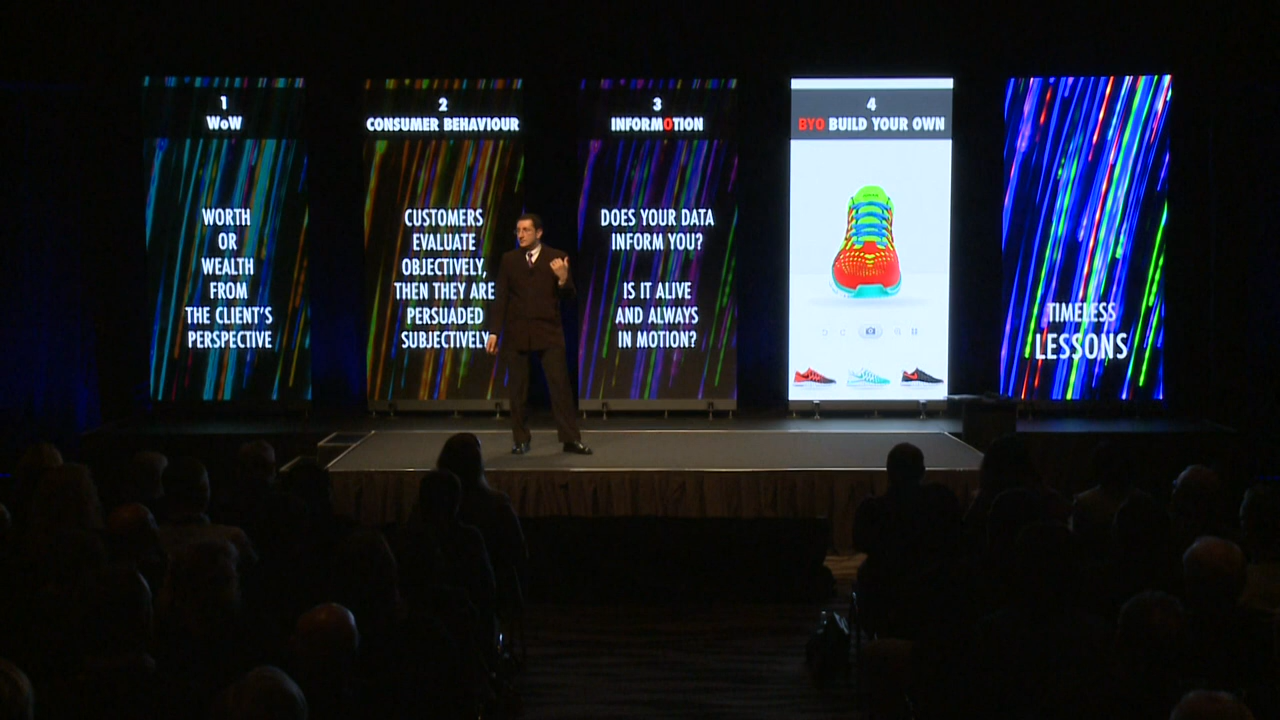 1
WoW
WORTH
OR
WEALTH
FROM
THE CLIENT'S
PERSPECTIVE
2
CONSUMER BEHAVIOUR
CUSTOMERS
EVALUATE
OBJECTIVELY,
THEN THEY ARE
PERSUADED
SUBJECTIVELY
3
INFORMOTION
DOES YOUR DATA
INFORM YOU?
IS IT ALIVE
AND ALWAYS
IN MOTION?
4
BYO BUILD YOUR OWN
TIMELESS
LESSONS